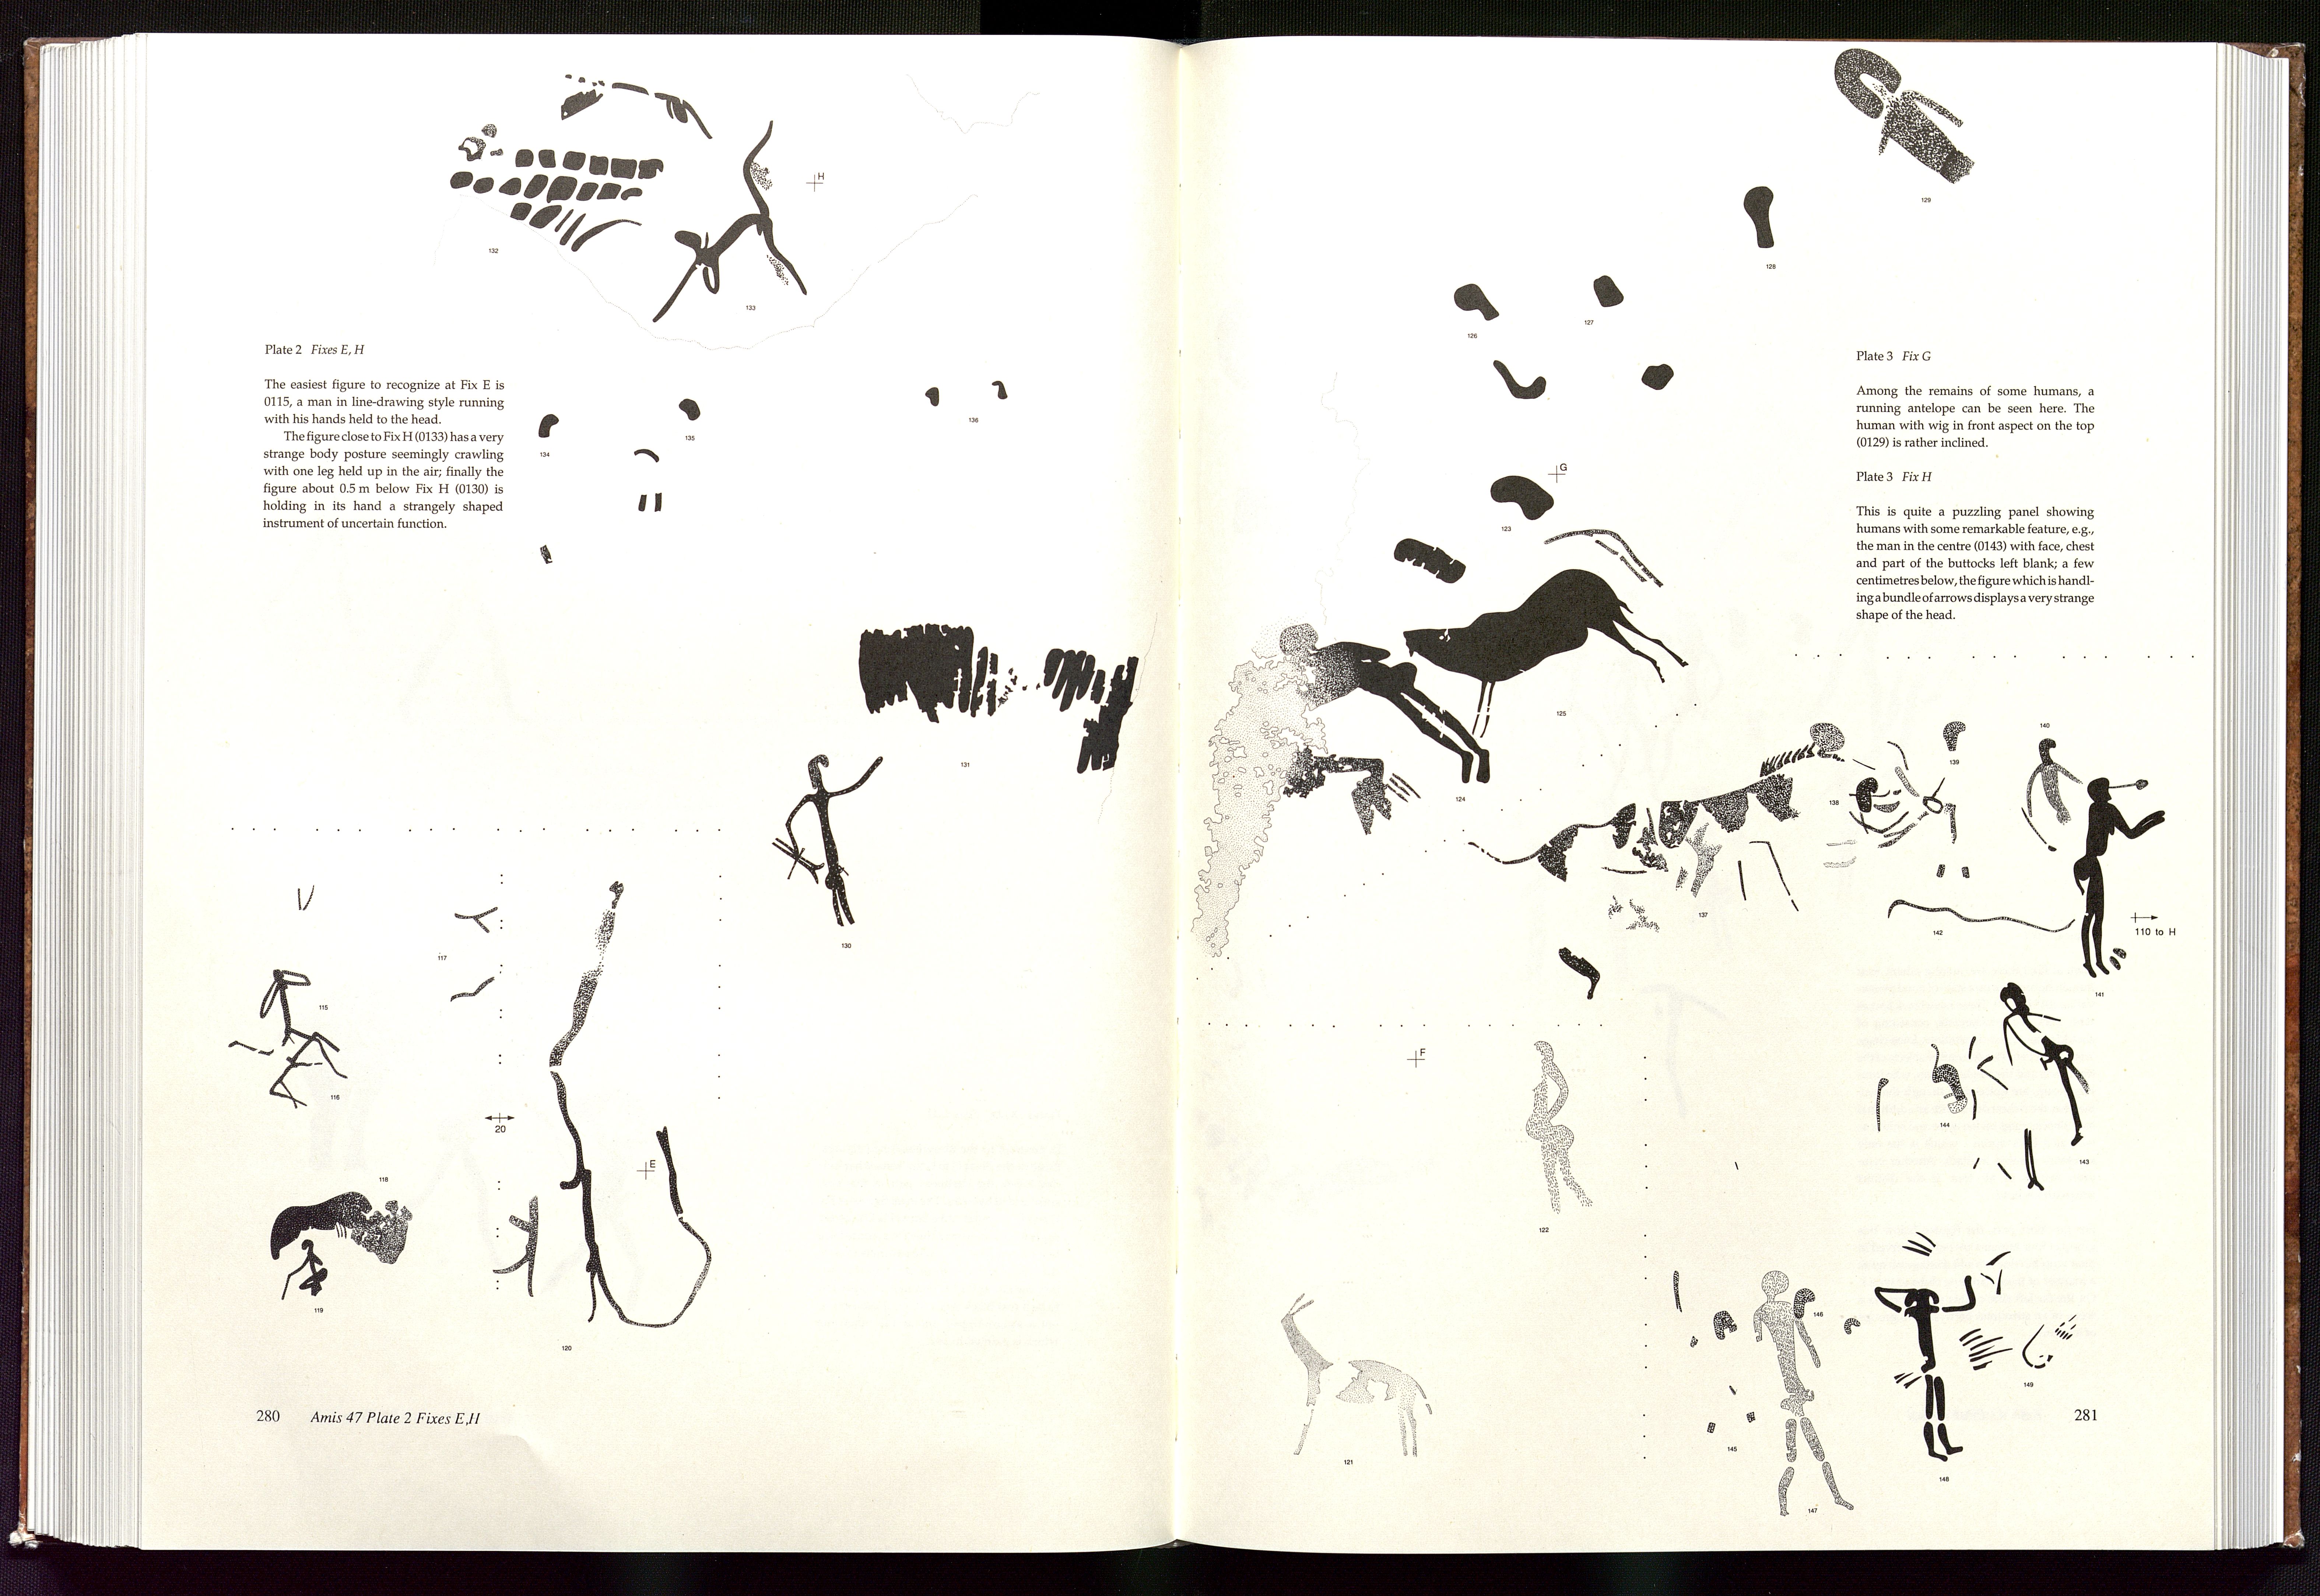 H
132
133
Plate 2 Fixes E, H
The easiest figure to recognize at Fix E is
0115, a man in line-drawing style running
with his hands held to the head.
The figure close to Fix H (0133) has a very
strange body posture seemingly crawling
with one leg held up in the air; finally the
figure about 0.5 m below Fix H (0130) is
holding in its hand a strangely shaped
instrument of uncertain function.
134
135
136
131
130
117
115
116
20
E
118
119
120
280 Amis 47 Plate 2 Fixes E,H
129
128
126
127
Plate 3 Fix G
Among the remains of some humans, a
running antelope can be seen here. The
human with wig in front aspect on the top
(0129) is rather inclined.
Plate 3 Fix H
This is quite a puzzling panel showing
humans with some remarkable feature, e.g.,
the man in the centre (0143) with face, chest
and part of the buttocks left blank; a few
centimetres below, the figure which is handl-
ing a bundle of arrows displays a very strange
shape of the head.
G
123
125
124
140
139
138
137
142
110 to H
141
F
144
143
122
146
149
121
145
148
147
281